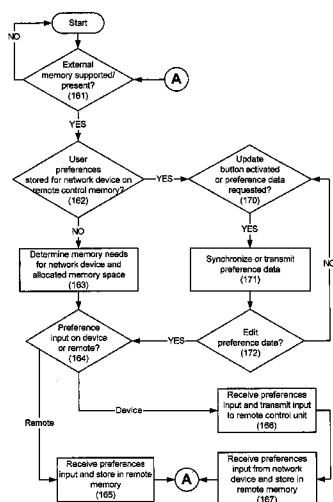 Start
NO
External
memory supported/
present?
(161)
A
YES
User
preferences
stored for network device on
remote control memory?
(162)
YES
Update
button activated
or preference data
requested?
(170)
NO
YES
NO
Determine memory needs
for network device and
allocated memory space
(163)
Synchronize or transmit
preference data
(171)
Preference
input on device
or remote?
(164)
YES
Edit
preference data?
(172)
Device
Receive preferences
input and transmit input
to remote control unit
(166)
Remote
Receive preferences
input and store in remote
memory
(165)
A
Receive preferences
input from network
device and store in
remote memory
(167)